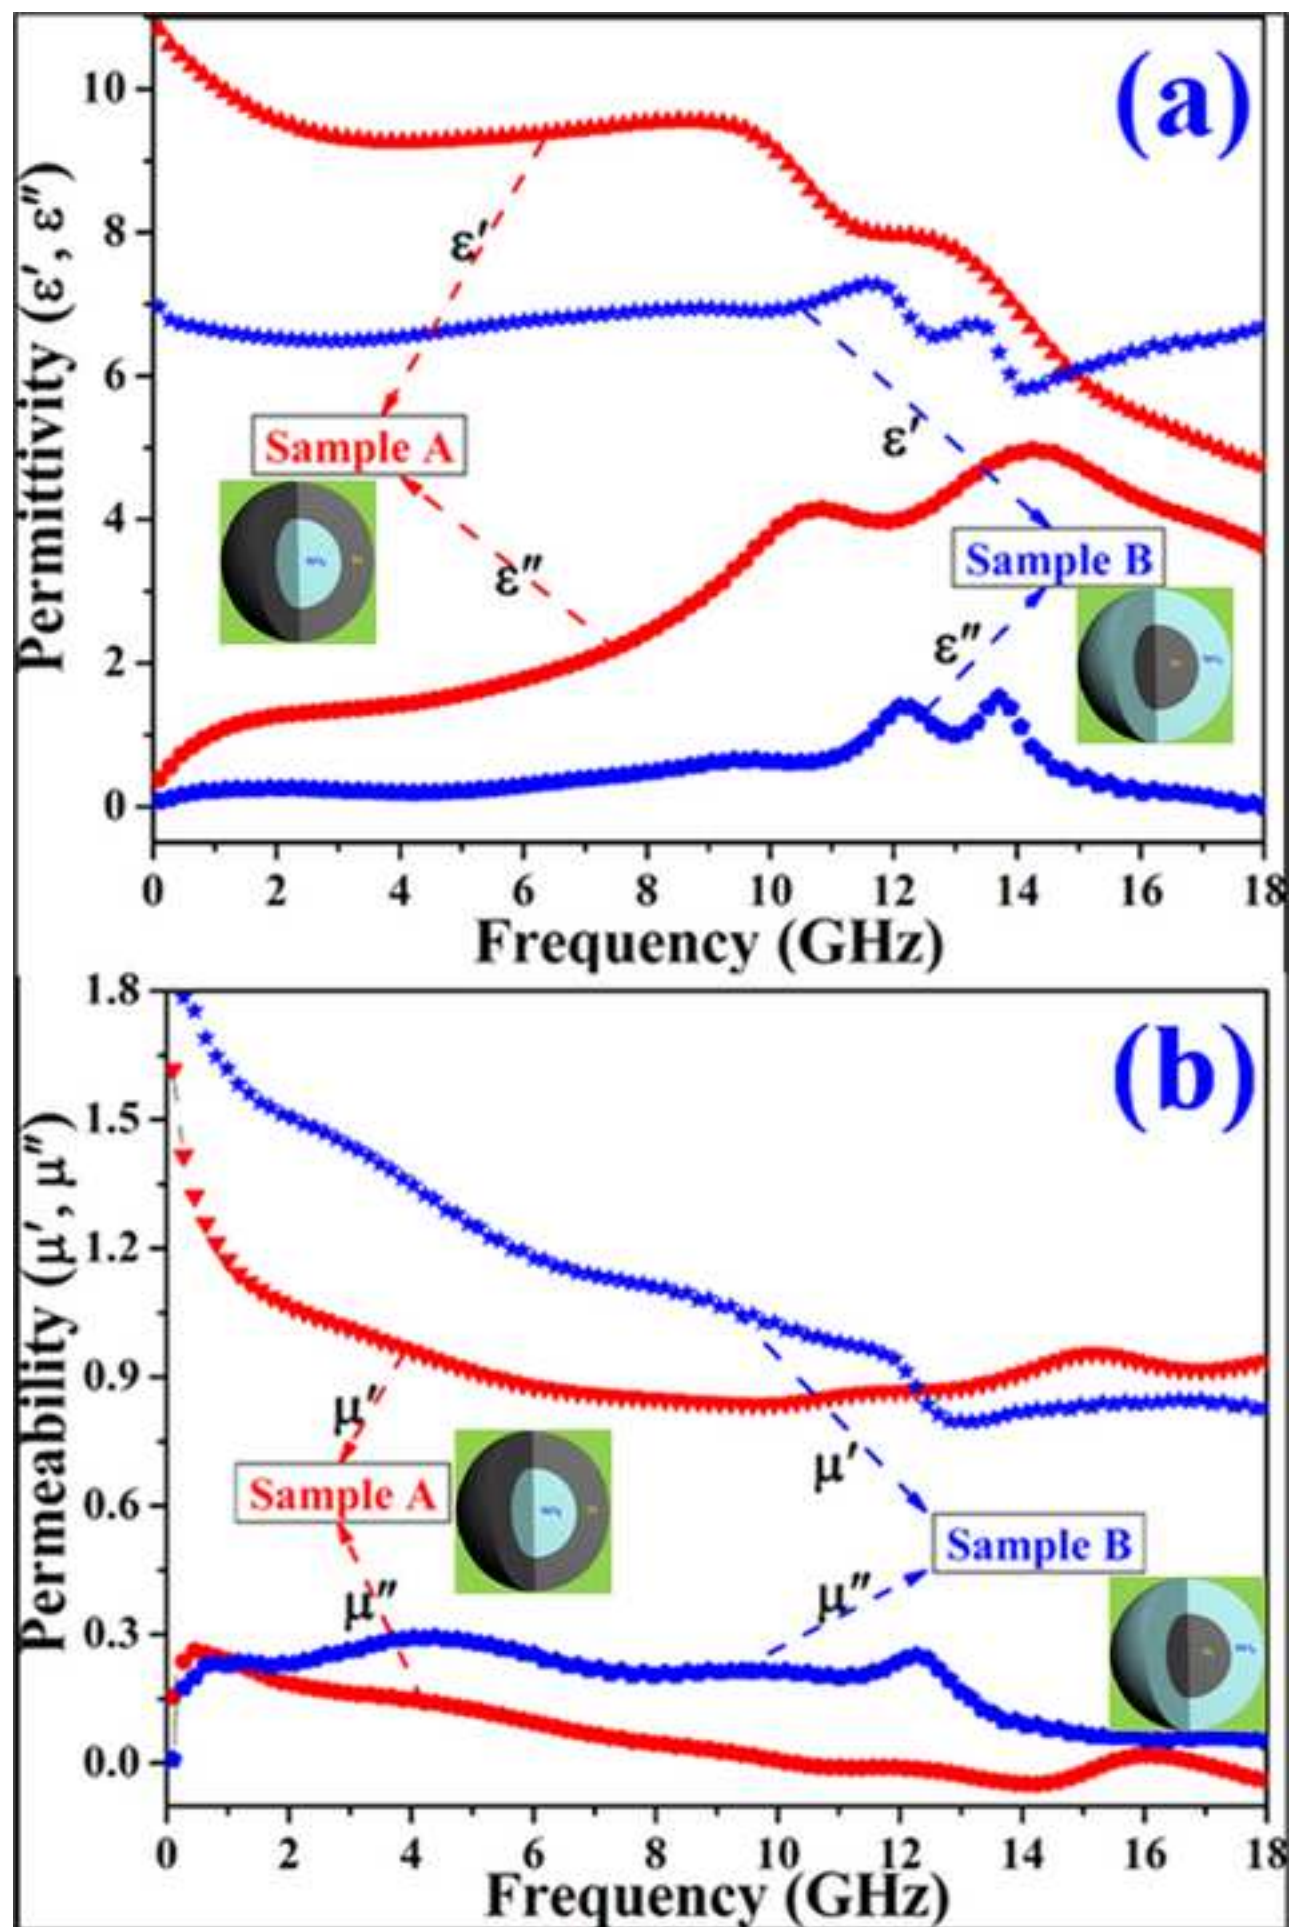 (a)
Permittivity (ε′, ε″)
10
8
6
4
2
0
ε′
Sample A
ε″
ε′
Sample B
ε″
0 2 4 6 8 10 12 14 16 18
Frequency (GHz)
(b)
Permeability (μ′, μ″)
1.8
1.5
1.2
0.9
0.6
0.3
0.0
μ′
Sample A
μ″
μ′
Sample B
μ″
0 2 4 6 8 10 12 14 16 18
Frequency (GHz)